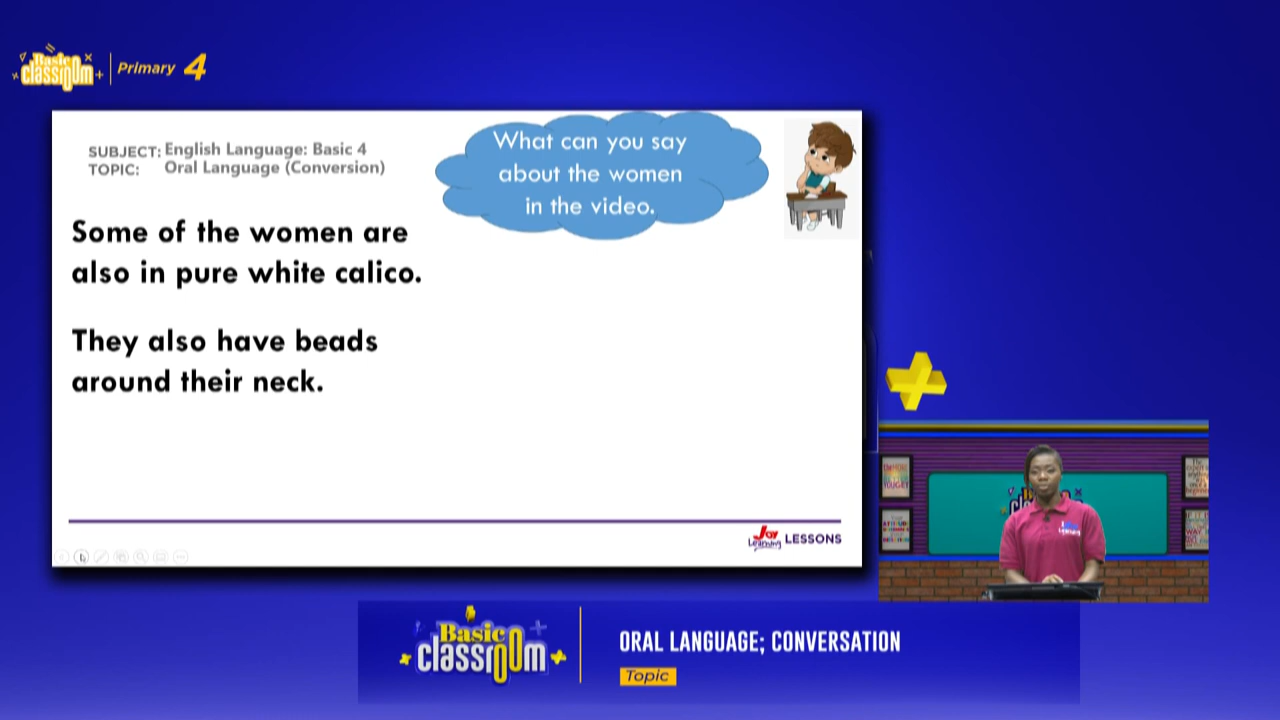 Basic
classroom
Primary 4
SUBJECT: English Language: Basic 4
TOPIC: Oral Language (Conversion)
What can you say
about the women
in the video.
Some of the women are
also in pure white calico.
They also have beads
around their neck.
Joy
Learning
LESSONS
Basic
classroom
ORAL LANGUAGE; CONVERSATION
Topic